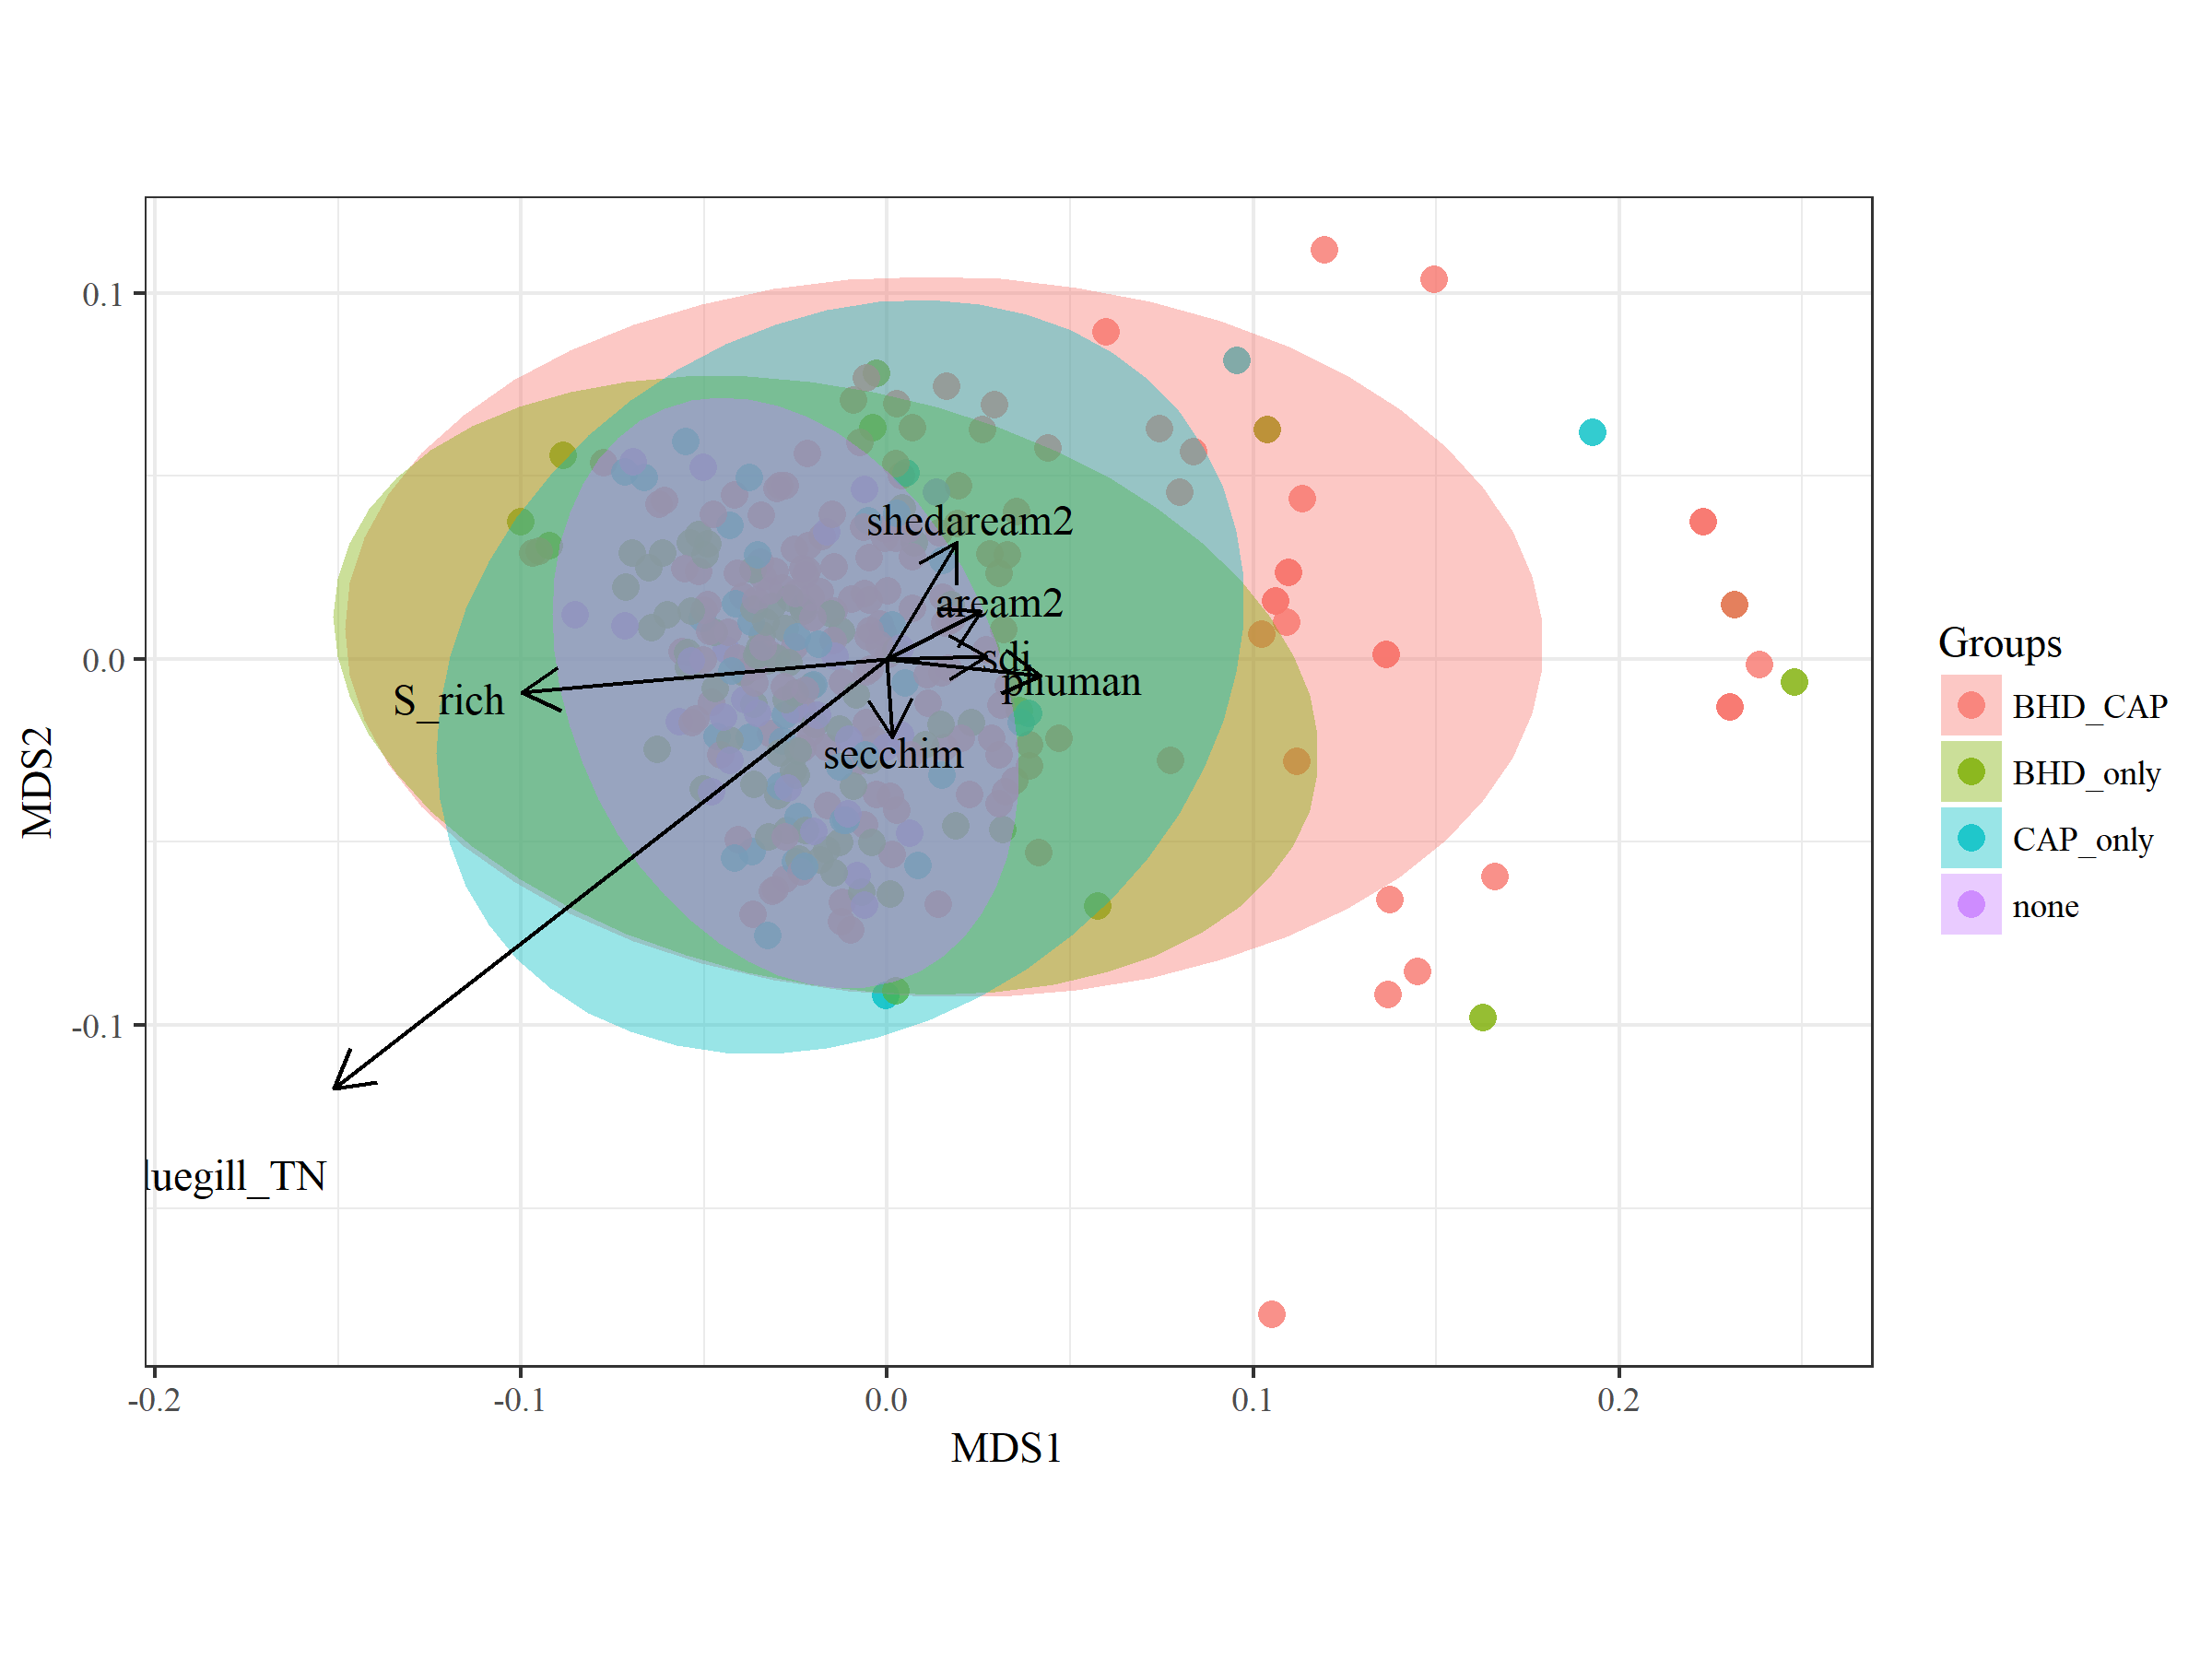 MDS2
0.1
0.0
-0.1
shedaream2
aream2
sdi
phuman
S_rich
secchim
luegill_TN
-0.2
-0.1
0.0
0.1
0.2
MDS1
Groups
BHD_CAP
BHD_only
CAP_only
none